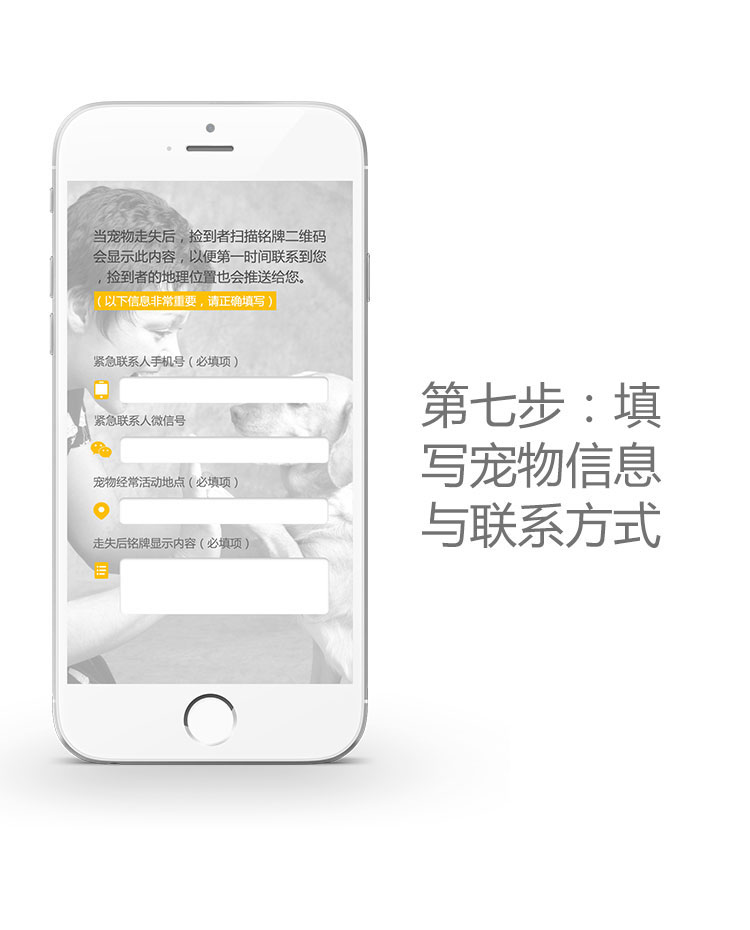 当宠物走失后，捡到者扫描铭牌二维码
会显示此内容，以便第一时间联系到您
，捡到者的地理位置也会推送给您。
（以下信息非常重要，请正确填写）
紧急联系人手机号（必填项）
紧急联系人微信号
宠物经常活动地点（必填项）
走失后铭牌显示内容（必填项）
第七步：填
写宠物信息
与联系方式